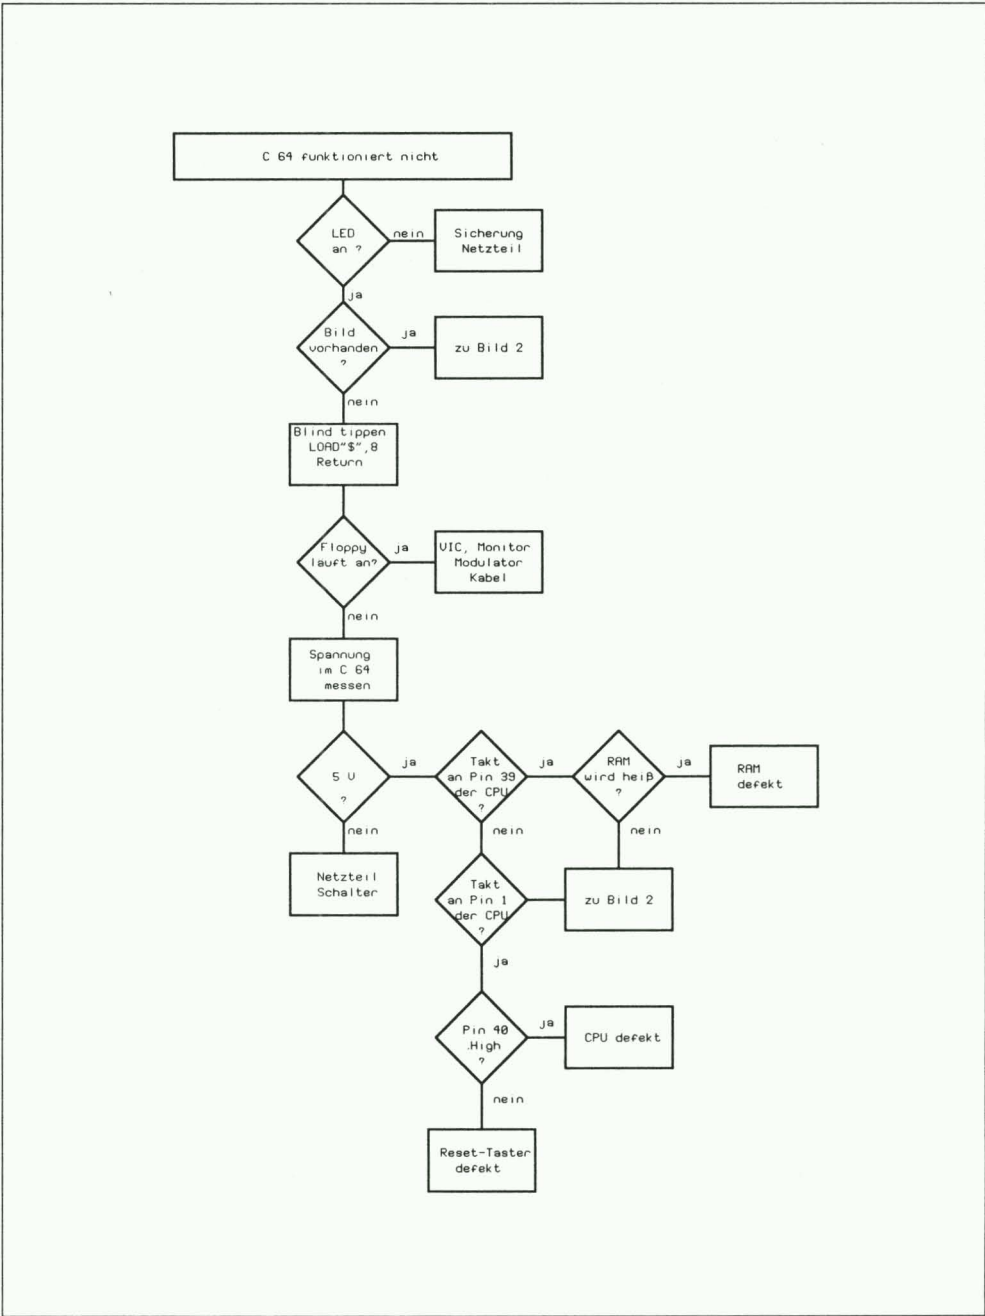 C 64 funktioniert nicht
LED
an ?
nein
Sicherung
Netzteil
ja
Bild
vorhanden
?
ja
zu Bild 2
nein
Blind tippen
LOAD"$",8
Return
Floppy
läuft an?
ja
VIC, Monitor
Modulator
Kabel
nein
Spannung
im C 64
messen
5 V
?
ja
Takt
an Pin 39
der CPU
?
ja
RAM
wird heiß
?
ja
RAM
defekt
nein
nein
nein
Netzteil
Schalter
Takt
an Pin 1
der CPU
?
zu Bild 2
ja
Pin 40
.High
?
ja
CPU defekt
nein
Reset-Taster
defekt